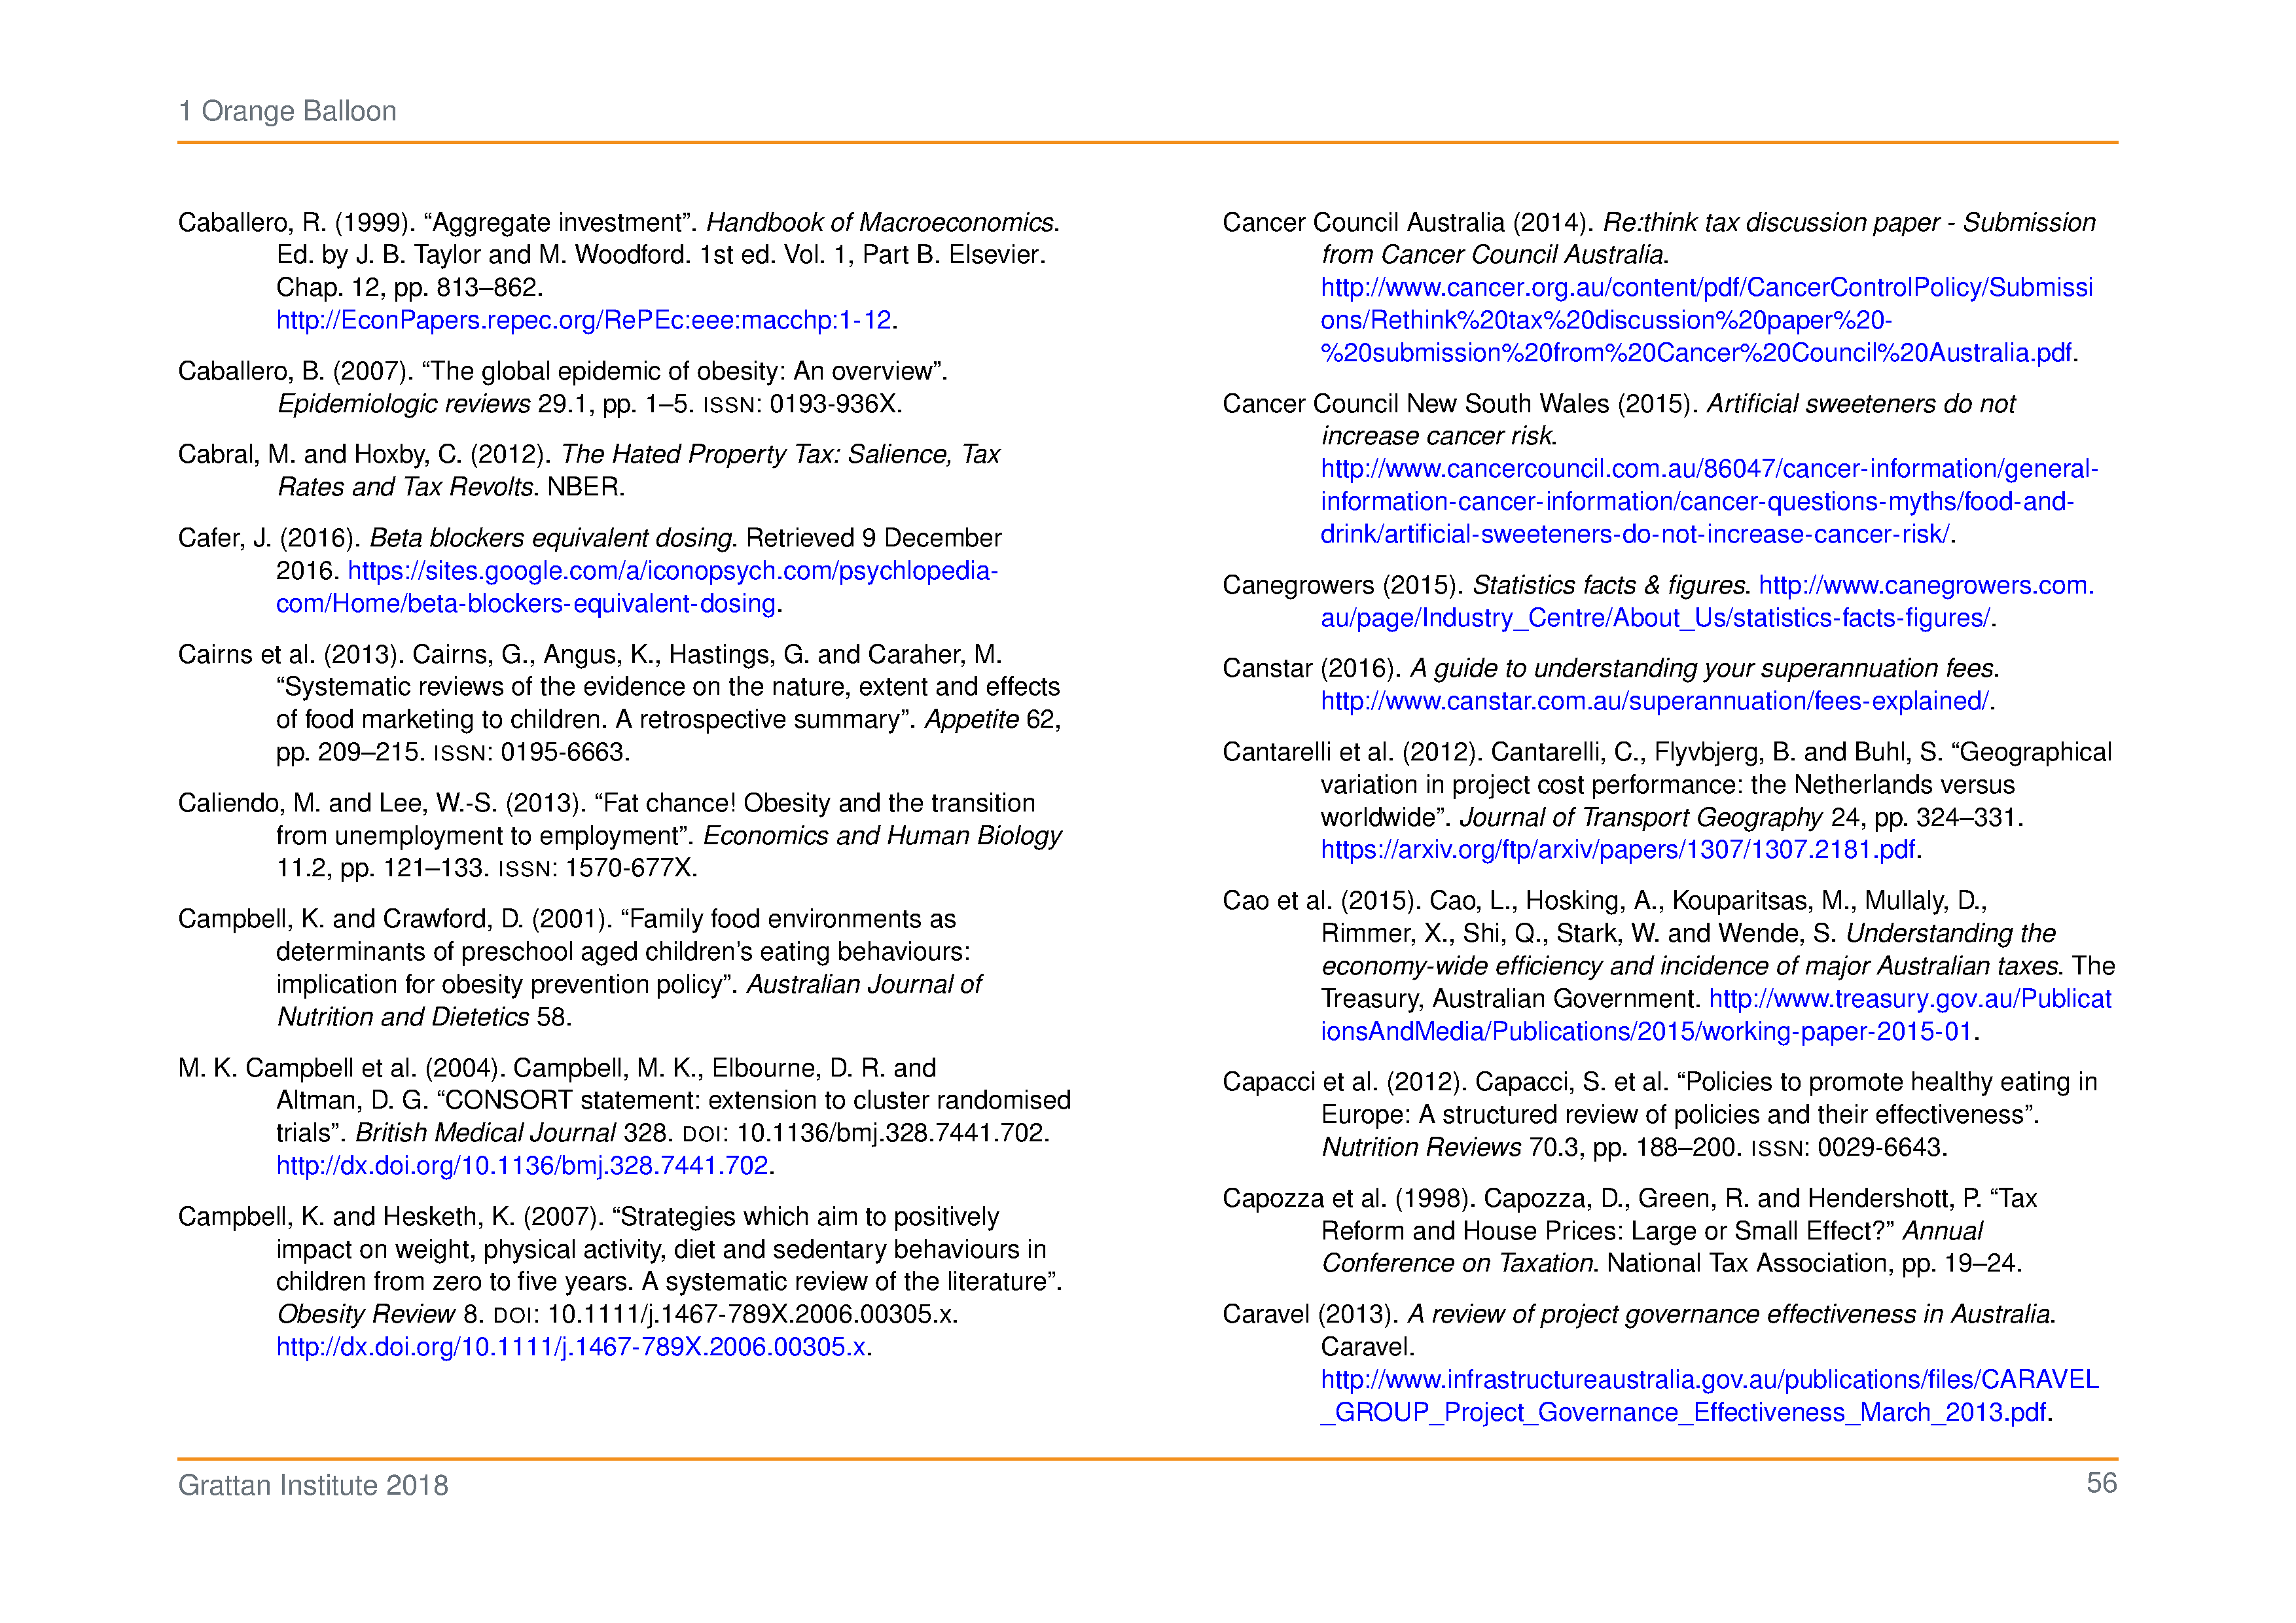 1 Orange Balloon
Caballero, R. (1999). “Aggregate investment”. Handbook of Macroeconomics.
Ed. by J. B. Taylor and M. Woodford. 1st ed. Vol. 1, Part B. Elsevier.
Chap. 12, pp. 813–862.
http://EconPapers.repec.org/RePEc:eee:macchp:1-12.
Caballero, B. (2007). “The global epidemic of obesity: An overview”.
Epidemiologic reviews 29.1, pp. 1–5. ISSN: 0193-936X.
Cabral, M. and Hoxby, C. (2012). The Hated Property Tax: Salience, Tax
Rates and Tax Revolts. NBER.
Cafer, J. (2016). Beta blockers equivalent dosing. Retrieved 9 December
2016. https://sites.google.com/a/iconopsych.com/psychlopedia-
com/Home/beta-blockers-equivalent-dosing.
Cairns et al. (2013). Cairns, G., Angus, K., Hastings, G. and Caraher, M.
“Systematic reviews of the evidence on the nature, extent and effects
of food marketing to children. A retrospective summary”. Appetite 62,
pp. 209–215. ISSN: 0195-6663.
Caliendo, M. and Lee, W.-S. (2013). “Fat chance! Obesity and the transition
from unemployment to employment”. Economics and Human Biology
11.2, pp. 121–133. ISSN: 1570-677X.
Campbell, K. and Crawford, D. (2001). “Family food environments as
determinants of preschool aged children’s eating behaviours:
implication for obesity prevention policy”. Australian Journal of
Nutrition and Dietetics 58.
M. K. Campbell et al. (2004). Campbell, M. K., Elbourne, D. R. and
Altman, D. G. “CONSORT statement: extension to cluster randomised
trials”. British Medical Journal 328. DOI: 10.1136/bmj.328.7441.702.
http://dx.doi.org/10.1136/bmj.328.7441.702.
Campbell, K. and Hesketh, K. (2007). “Strategies which aim to positively
impact on weight, physical activity, diet and sedentary behaviours in
children from zero to five years. A systematic review of the literature”.
Obesity Review 8. DOI: 10.1111/j.1467-789X.2006.00305.x.
http://dx.doi.org/10.1111/j.1467-789X.2006.00305.x.
Cancer Council Australia (2014). Re:think tax discussion paper - Submission
from Cancer Council Australia.
http://www.cancer.org.au/content/pdf/CancerControlPolicy/Submissi
ons/Rethink%20tax%20discussion%20paper%20-
%20submission%20from%20Cancer%20Council%20Australia.pdf.
Cancer Council New South Wales (2015). Artificial sweeteners do not
increase cancer risk.
http://www.cancercouncil.com.au/86047/cancer-information/general-
information-cancer-information/cancer-questions-myths/food-and-
drink/artificial-sweeteners-do-not-increase-cancer-risk/.
Canegrowers (2015). Statistics facts & figures. http://www.canegrowers.com.
au/page/Industry_Centre/About_Us/statistics-facts-figures/.
Canstar (2016). A guide to understanding your superannuation fees.
http://www.canstar.com.au/superannuation/fees-explained/.
Cantarelli et al. (2012). Cantarelli, C., Flyvbjerg, B. and Buhl, S. “Geographical
variation in project cost performance: the Netherlands versus
worldwide”. Journal of Transport Geography 24, pp. 324–331.
https://arxiv.org/ftp/arxiv/papers/1307/1307.2181.pdf.
Cao et al. (2015). Cao, L., Hosking, A., Kouparitsas, M., Mullaly, D.,
Rimmer, X., Shi, Q., Stark, W. and Wende, S. Understanding the
economy-wide efficiency and incidence of major Australian taxes. The
Treasury, Australian Government. http://www.treasury.gov.au/Publicat
ionsAndMedia/Publications/2015/working-paper-2015-01.
Capacci et al. (2012). Capacci, S. et al. “Policies to promote healthy eating in
Europe: A structured review of policies and their effectiveness”.
Nutrition Reviews 70.3, pp. 188–200. ISSN: 0029-6643.
Capozza et al. (1998). Capozza, D., Green, R. and Hendershott, P. “Tax
Reform and House Prices: Large or Small Effect?” Annual
Conference on Taxation. National Tax Association, pp. 19–24.
Caravel (2013). A review of project governance effectiveness in Australia.
Caravel.
http://www.infrastructureaustralia.gov.au/publications/files/CARAVEL
_GROUP_Project_Governance_Effectiveness_March_2013.pdf.
Grattan Institute 2018
56